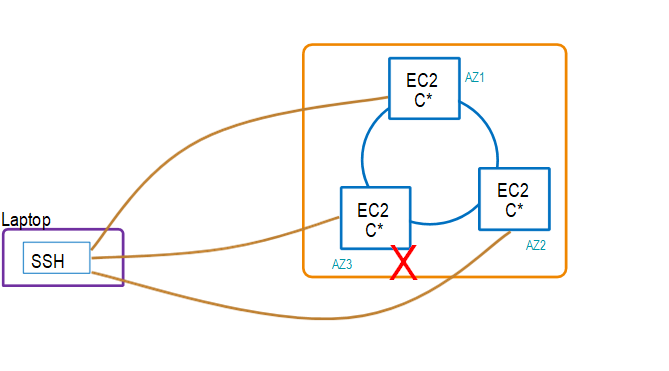 EC2
C*
AZ1
EC2
C*
AZ2
EC2
C*
AZ3
Laptop
SSH
X